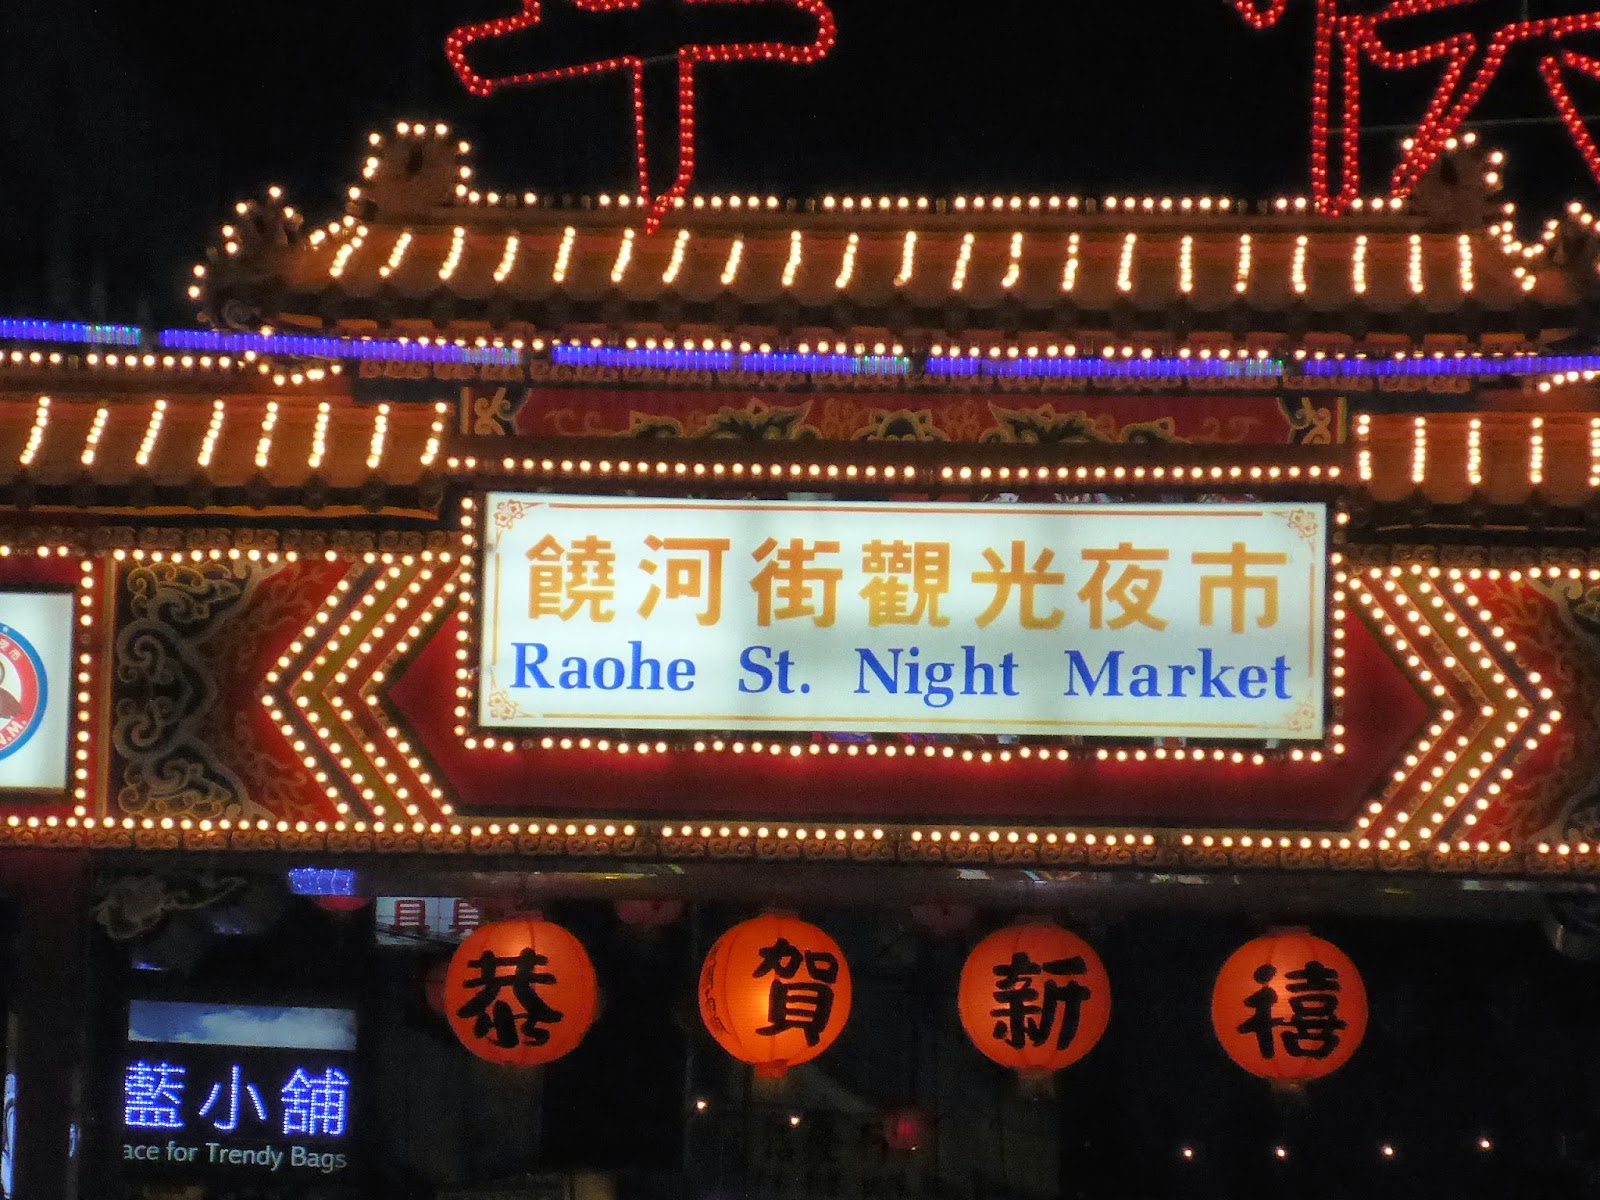 饒河街觀光夜市
Raohe St. Night Market
恭賀新禧
藍小舖
ace for Trendy Bags